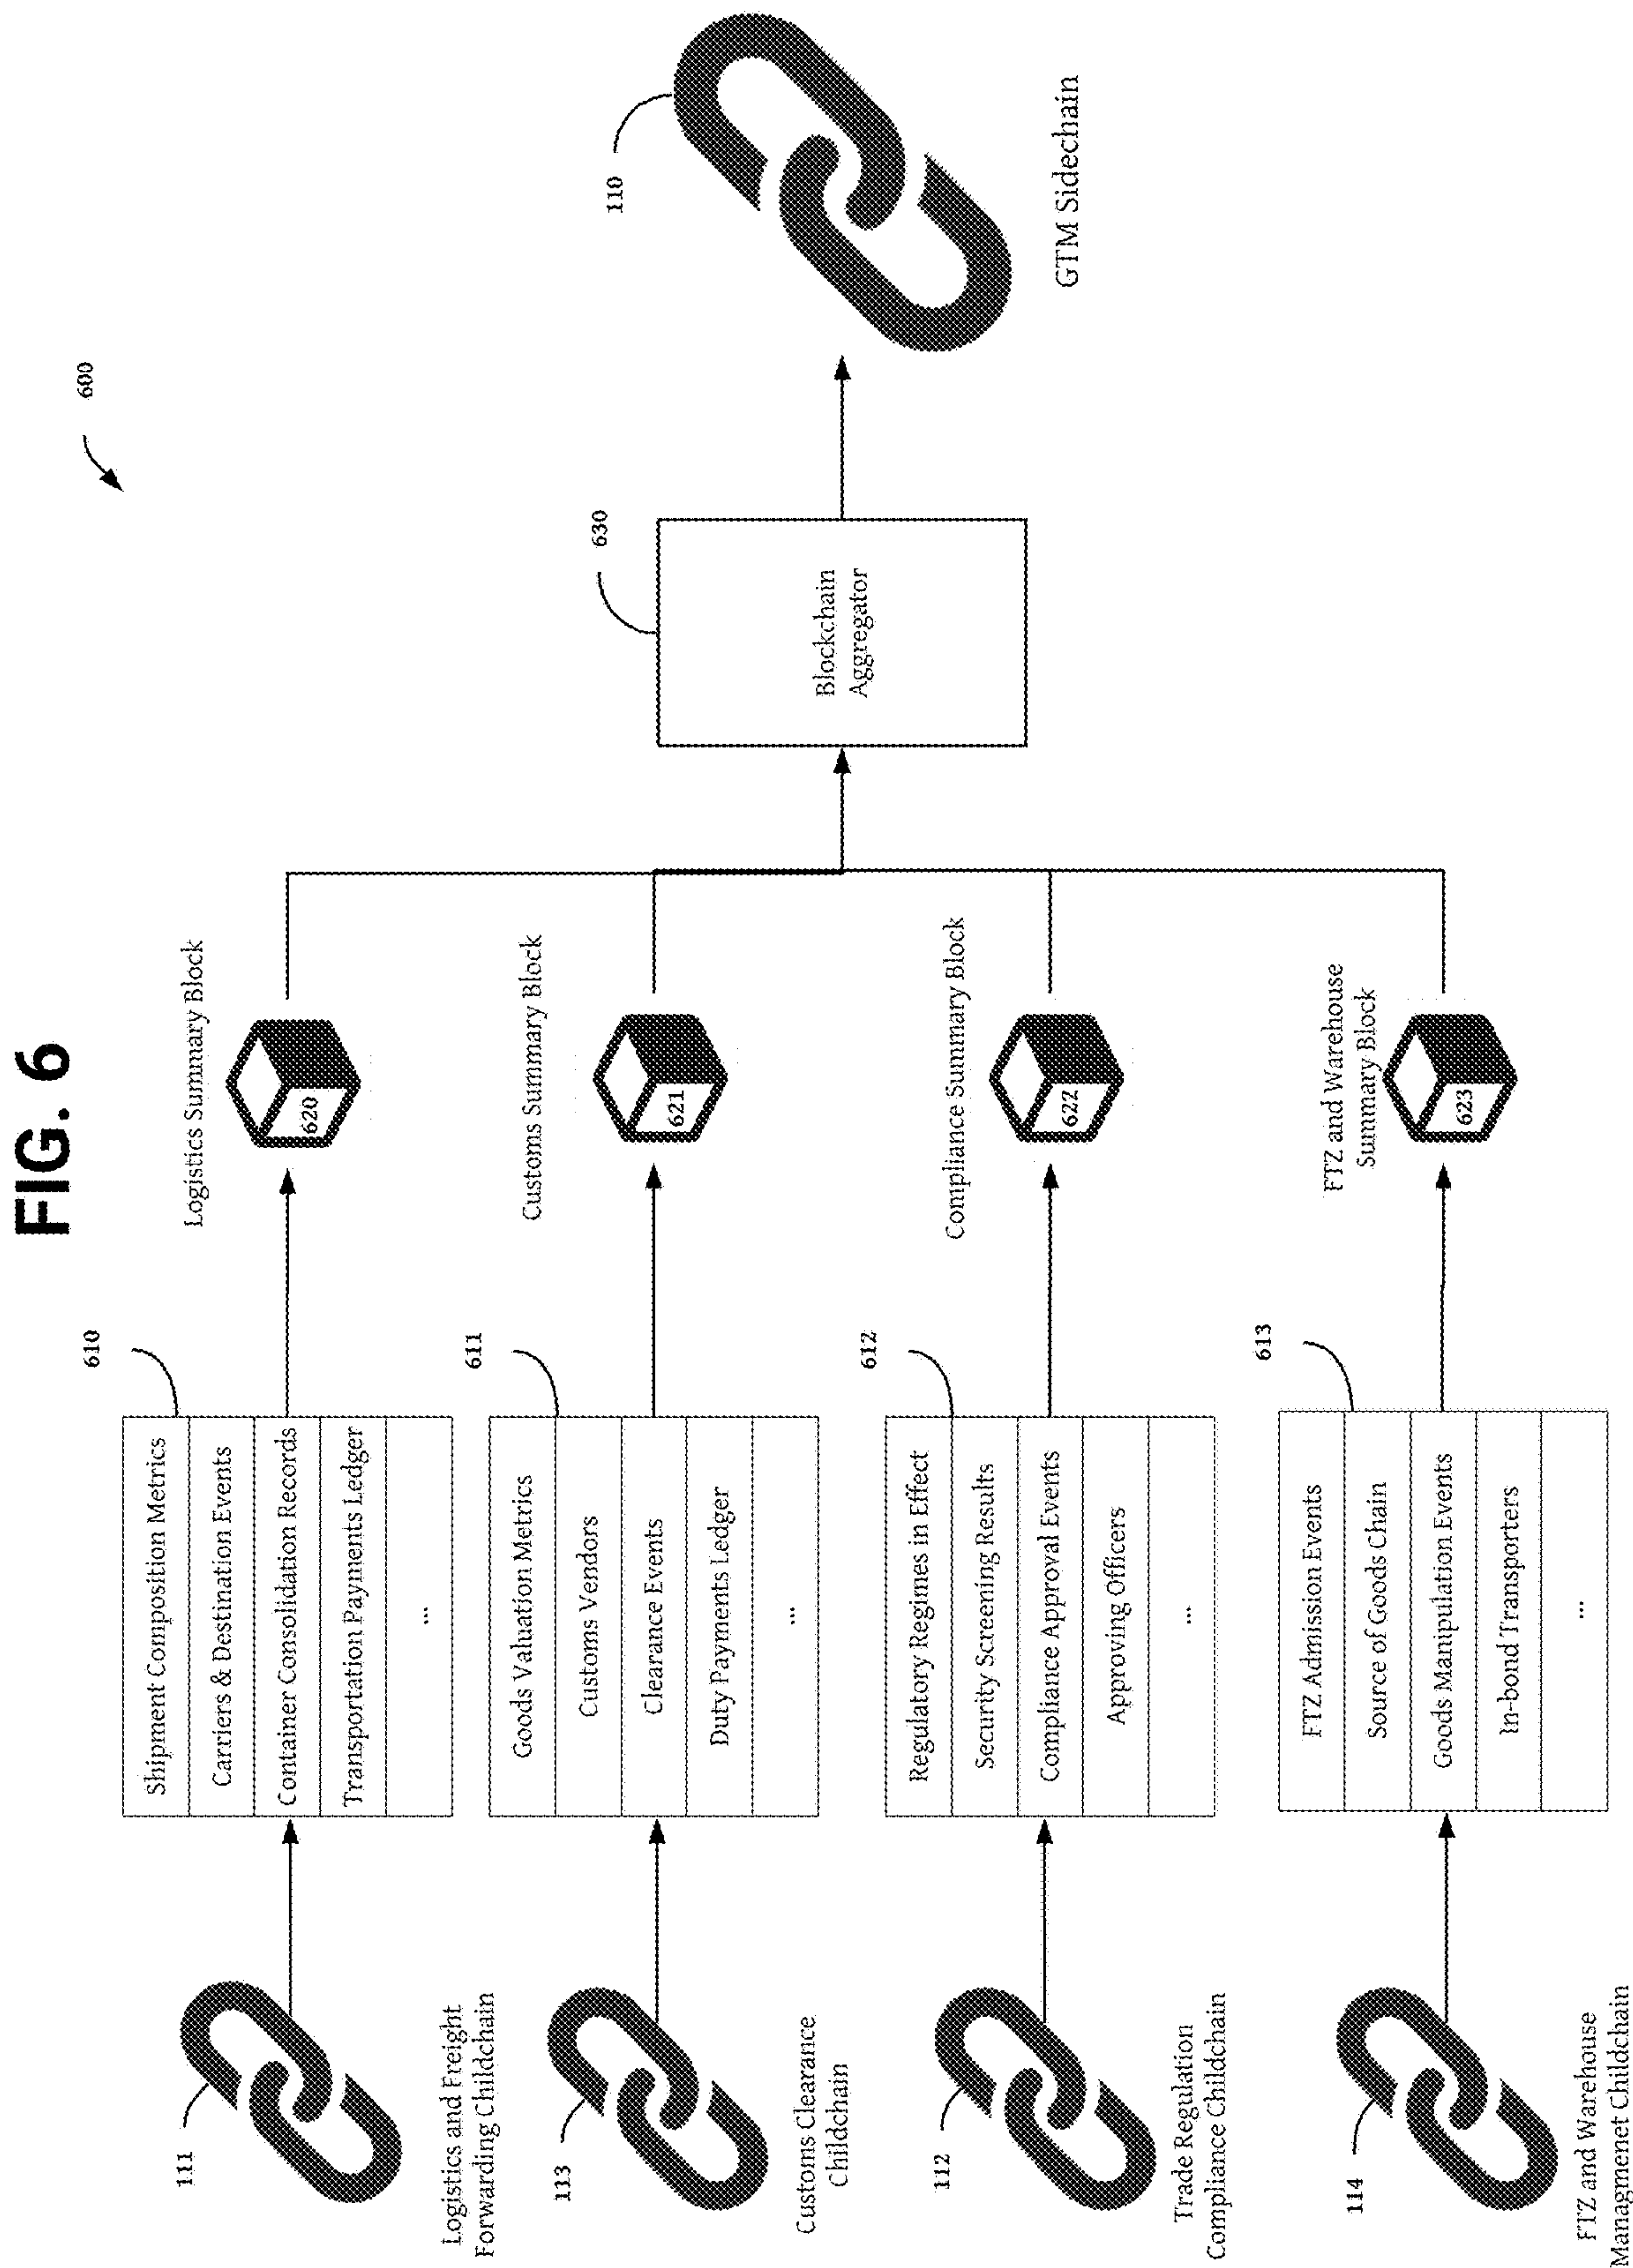 FIG. 6
600
111
Logistics and Freight
Forwarding Childchain
610
Shipment Composition Metrics
Carriers & Destination Events
Container Consolidation Records
Transportation Payments Ledger
...
Logistics Summary Block
620
113
Customs Clearance
Childchain
611
Goods Valuation Metrics
Customs Vendors
Clearance Events
Duty Payments Ledger
...
Customs Summary Block
621
112
Trade Regulation
Compliance Childchain
612
Regulatory Regimes in Effect
Security Screening Results
Compliance Approval Events
Approving Officers
...
Compliance Summary Block
622
114
FTZ and Warehouse
Managmenet Childchain
613
FTZ Admission Events
Source of Goods Chain
Goods Manipulation Events
In-bond Transporters
...
FTZ and Warehouse
Summary Block
623
630
Blockchain
Aggregator
110
GTM Sidechain